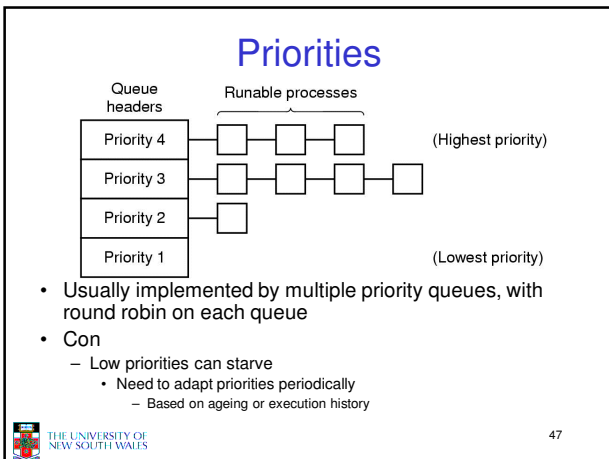 Priorities
Queue
headers
Runable processes
Priority 4
(Highest priority)
Priority 3
Priority 2
Priority 1
(Lowest priority)
• Usually implemented by multiple priority queues, with
round robin on each queue
• Con
– Low priorities can starve
• Need to adapt priorities periodically
– Based on ageing or execution history
THE UNIVERSITY OF
NEW SOUTH WALES
47